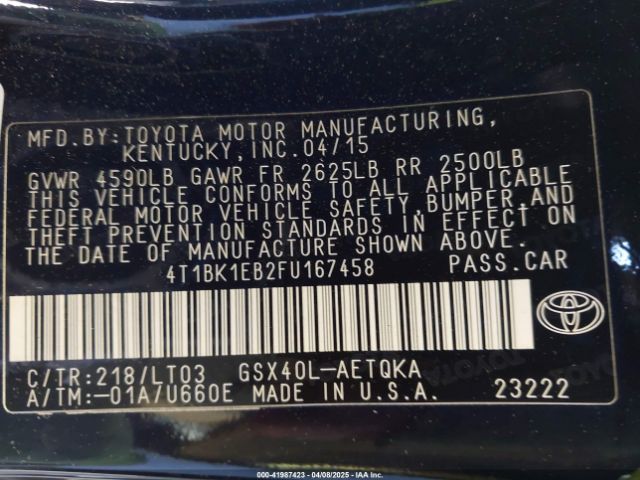 MFD.BY:TOYOTA MOTOR MANUFACTURING,
KENTUCKY,INC.04/15
GVWR 4590LB GAWR FR 2625LB RR 2500LB
THIS VEHICLE CONFORMS TO ALL APPLICABLE
FEDERAL MOTOR VEHICLE SAFETY,BUMPER,AND
THEFT PREVENTION STANDARDS IN EFFECT ON
THE DATE OF MANUFACTURE SHOWN ABOVE.
4T1BK1EB2FU167458 PASS.CAR
C/TR:218/LT03 GSX40L-AETQKA
A/TM:-01A/U660E MADE IN U.S.A. 23222
000-41987423 | 04/08/2025 - IAA Inc.